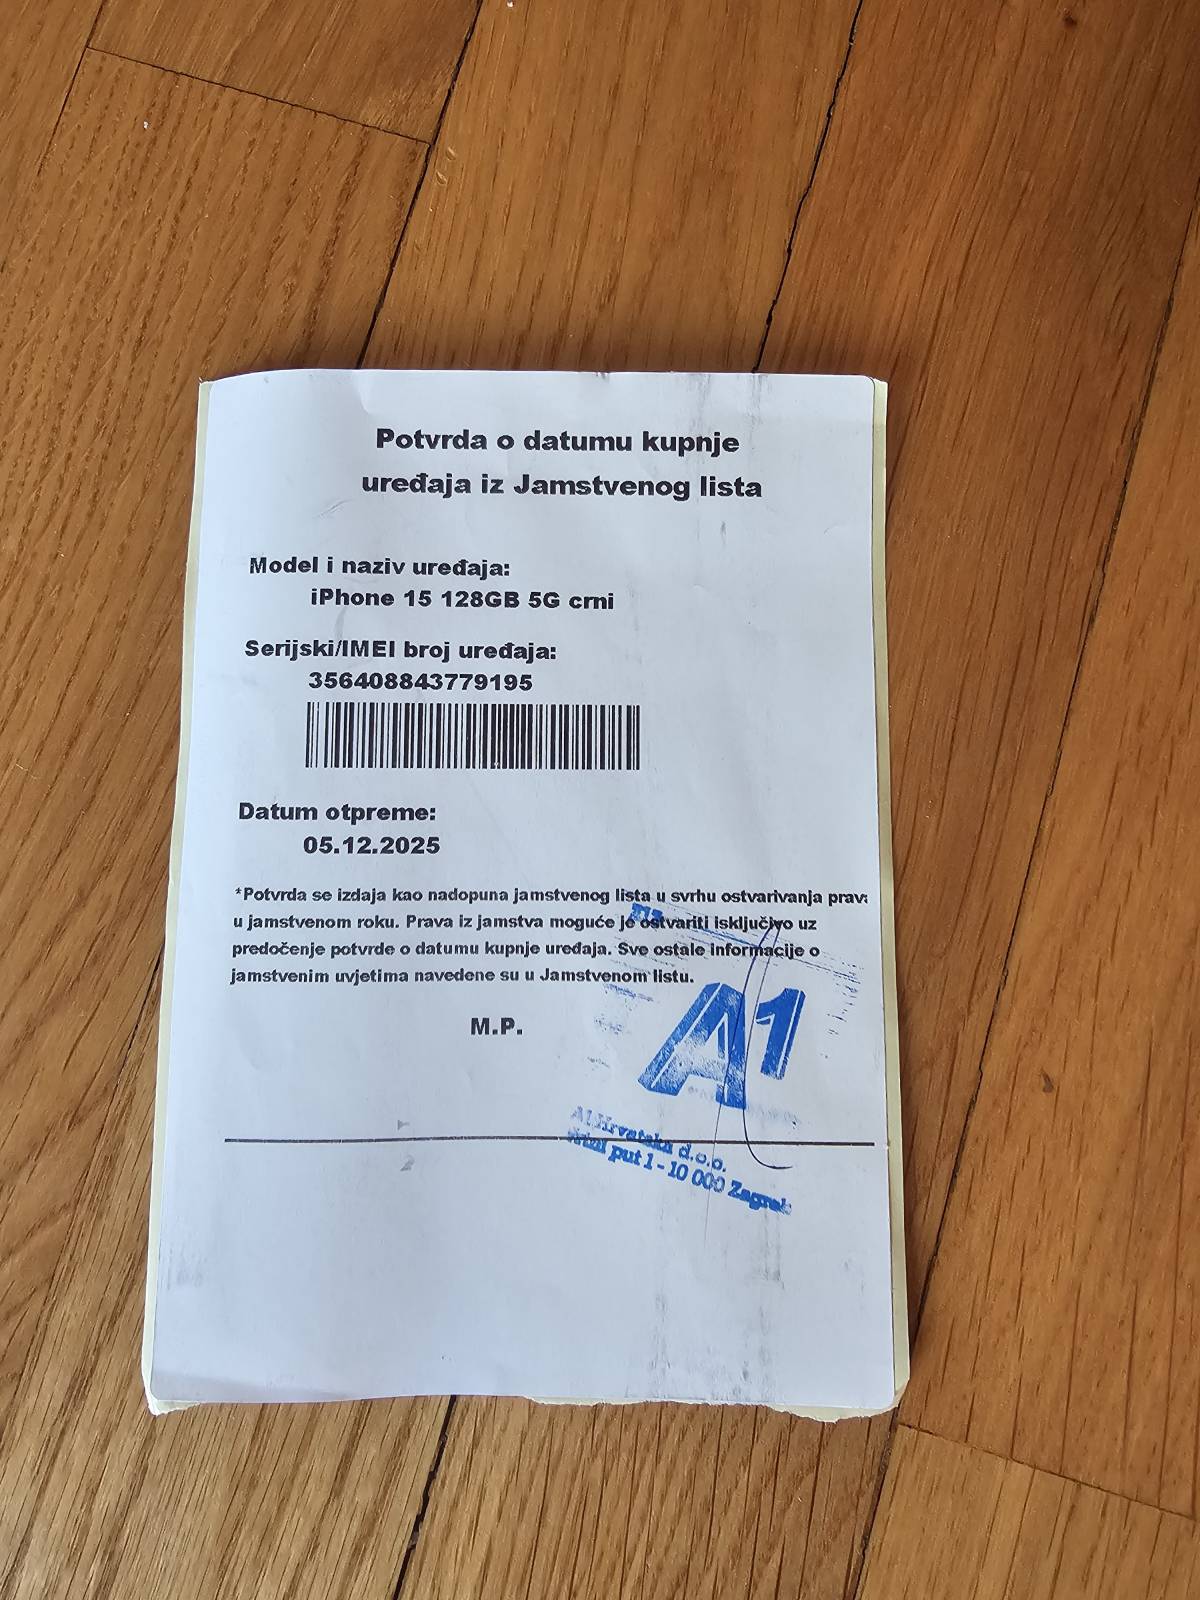 Potvrda o datumu kupnje
uređaja iz Jamstvenog lista
Model i naziv uređaja:
iPhone 15 128GB 5G crni
Serijski/IMEI broj uređaja:
356408843779195
Datum otpreme:
05.12.2025
*Potvrda se izdaja kao nadopuna jamstvenog lista u svrhu ostvarivanja prava
u jamstvenom roku. Prava iz jamstva moguće je ostvariti isključivo uz
predočenje potvrde o datumu kupnje uređaja. Sve ostale informacije o
jamstvenim uvjetima navedene su u Jamstvenom listu.
M.P.
A1
A1 Hrvatska d.o.o.
put 1 - 10 000 Zagreb